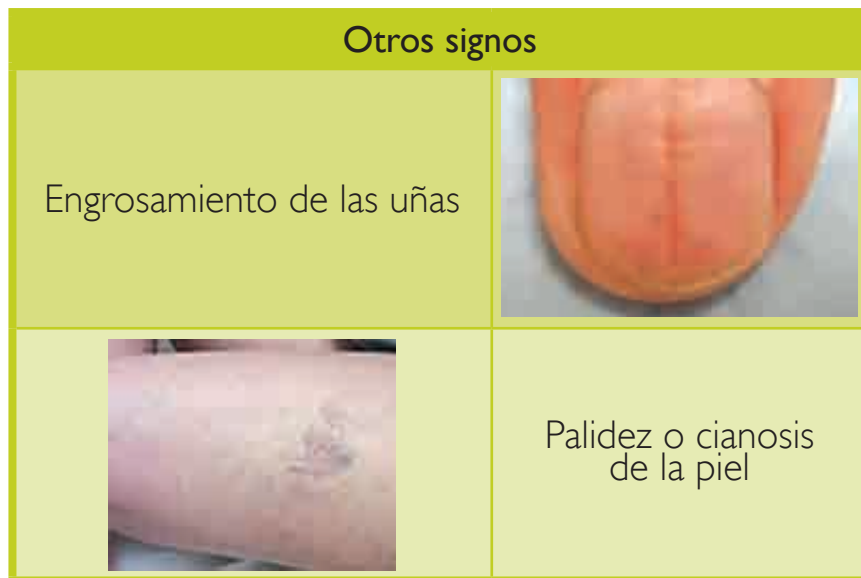 Otros signos
Engrosamiento de las uñas
Palidez o cianosis
de la piel